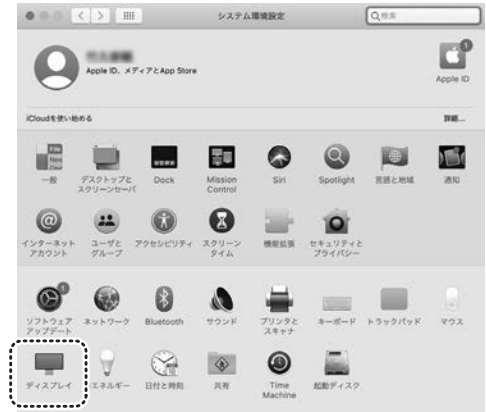 システム環境設定
検索
Apple ID、メディアとApp Store
1
Apple ID
iCloudを使い始める
詳細...
File
New
一般
デスクトップと
スクリーンセーバ
Dock
Mission
Control
Siri
Spotlight
言語と地域
通知
インターネット
アカウント
ユーザと
グループ
アクセシビリティ
スクリーン
タイム
機能拡張
セキュリティと
プライバシー
ソフトウェア
アップデート
ネットワーク
Bluetooth
サウンド
プリンタと
スキャナ
キーボード
トラックパッド
マウス
ディスプレイ
エネルギー
日付と時刻
共有
Time
Machine
起動ディスク